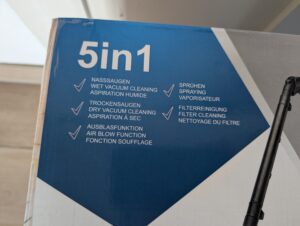 5in1
NASSSAUGEN
WET VACUUM CLEANING
ASPIRATION HUMIDE
TROCKENSAUGEN
DRY VACUUM CLEANING
ASPIRATION À SEC
AUSBLASFUNKTION
AIR BLOW FUNCTION
FONCTION SOUFFLAGE
SPRÜHEN
SPRAYING
VAPORISATEUR
FILTERREINIGUNG
FILTER CLEANING
NETTOYAGE DU FILTRE